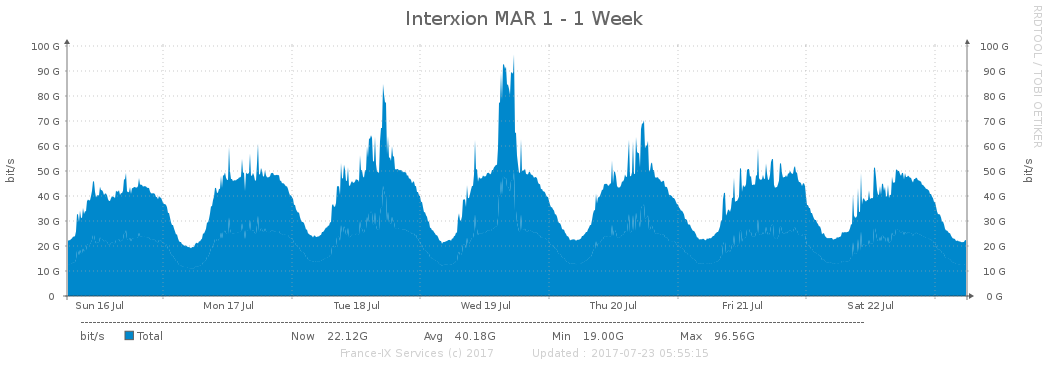 Interxion MAR 1 - 1 Week
RRDTOOL / TOBI OETIKER
bit/s
100 G 100 G
90 G 90 G
80 G 80 G
70 G 70 G
60 G 60 G
50 G 50 G
40 G 40 G
30 G 30 G
20 G 20 G
10 G 10 G
0 0 G
bit/s
Sun 16 Jul Mon 17 Jul Tue 18 Jul Wed 19 Jul Thu 20 Jul Fri 21 Jul Sat 22 Jul
bit/s Total Now 22.12G Avg 40.18G Min 19.00G Max 96.56G
France-IX Services (c) 2017 Updated : 2017-07-23 05:55:15